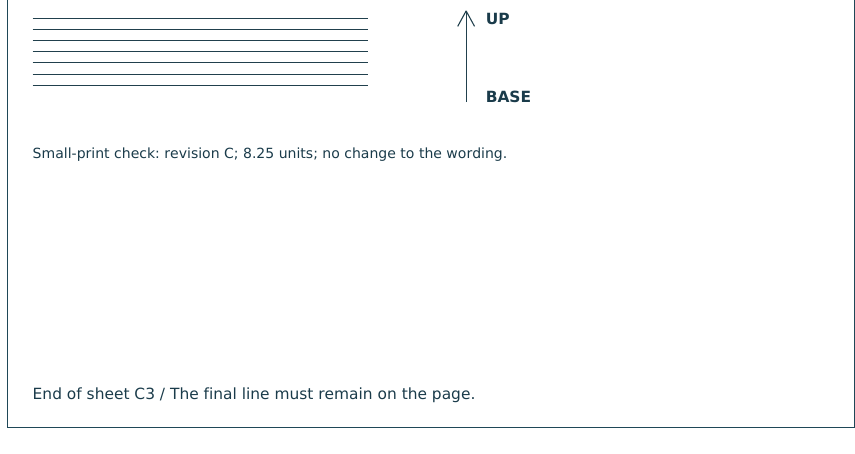 UP
BASE
Small-print check: revision C; 8.25 units; no change to the wording.
End of sheet C3 / The final line must remain on the page.